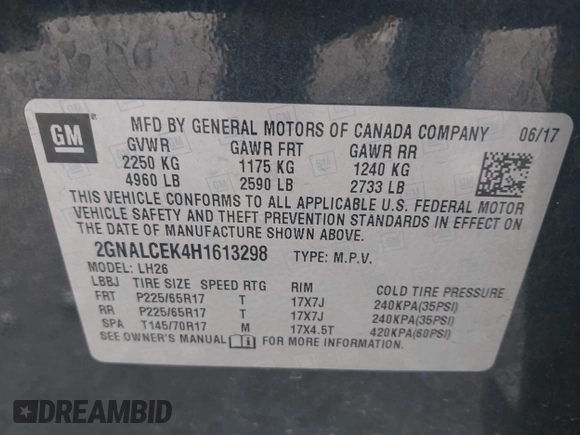 GM
MFD BY GENERAL MOTORS OF CANADA COMPANY 06/17
GVWR GAWR FRT GAWR RR
2250 KG 1175 KG 1240 KG
4960 LB 2590 LB 2733 LB
THIS VEHICLE CONFORMS TO ALL APPLICABLE U.S. FEDERAL MOTOR
VEHICLE SAFETY AND THEFT PREVENTION STANDARDS IN EFFECT ON
THE DATE OF MANUFACTURE SHOWN ABOVE.
2GNALCEK4H1613298 TYPE: M.P.V.
MODEL: LH26
LBBJ TIRE SIZE SPEED RTG RIM COLD TIRE PRESSURE
FRT P225/65R17 T 17X7J 240KPA(35PSI)
RR P225/65R17 T 17X7J 240KPA(35PSI)
SPA T145/70R17 M 17X4.5T 420KPA(60PSI)
SEE OWNER'S MANUAL FOR MORE INFORMATION.
DREAMBID